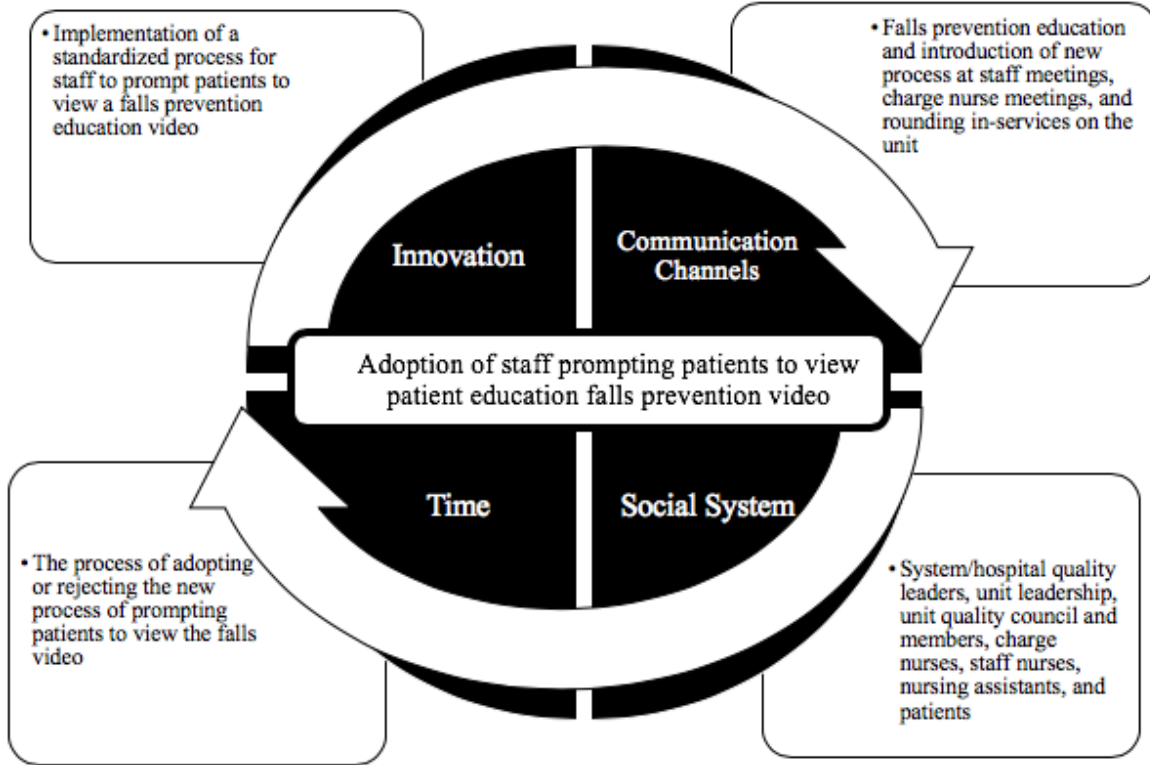 • Implementation of a
standardized process for
staff to prompt patients to
view a falls prevention
education video
• Falls prevention education
and introduction of new
process at staff meetings,
charge nurse meetings, and
rounding in-services on the
unit
Innovation
Communication
Channels
Adoption of staff prompting patients to view
patient education falls prevention video
Time
Social System
• The process of adopting
or rejecting the new
process of prompting
patients to view the falls
video
• System/hospital quality
leaders, unit leadership,
unit quality council and
members, charge
nurses, staff nurses,
nursing assistants, and
patients